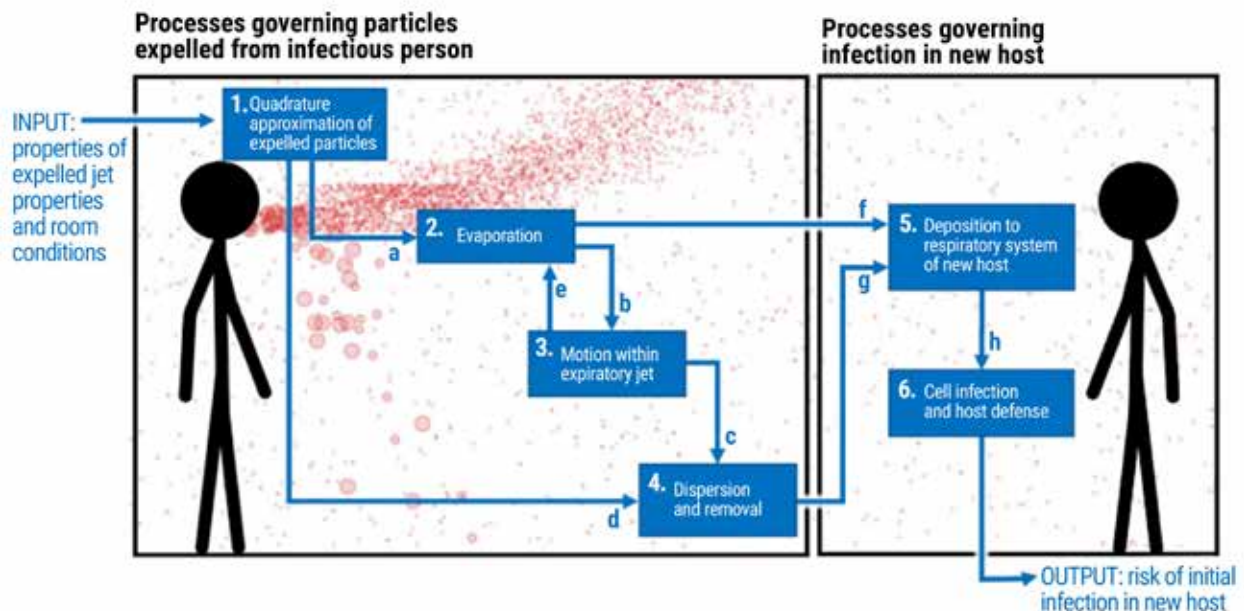 Processes governing particles
expelled from infectious person
Processes governing
infection in new host
INPUT:
properties of
expelled jet
properties
and room
conditions
1. Quadrature
approximation of
expelled particles
a
2. Evaporation
e
b
3. Motion within
expiratory jet
c
d
4. Dispersion
and removal
f
g
5. Deposition to
respiratory system
of new host
h
6. Cell infection
and host defense
OUTPUT: risk of initial
infection in new host